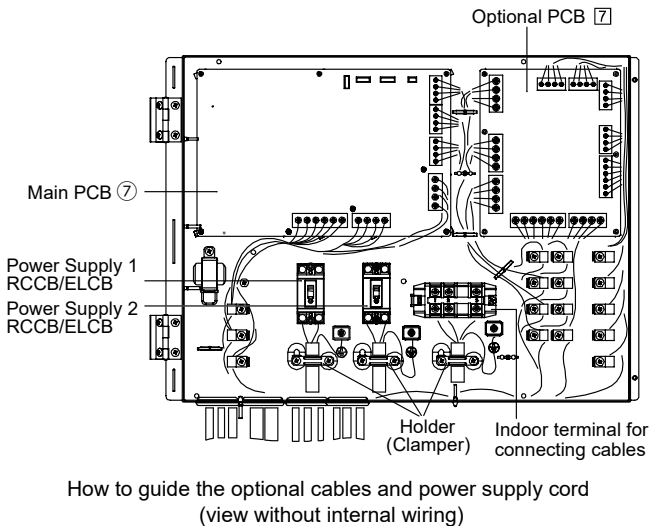 Optional PCB 7
Main PCB ⑦
Power Supply 1
RCCB/ELCB
Power Supply 2
RCCB/ELCB
Holder
(Clamper)
Indoor terminal for
connecting cables
How to guide the optional cables and power supply cord
(view without internal wiring)